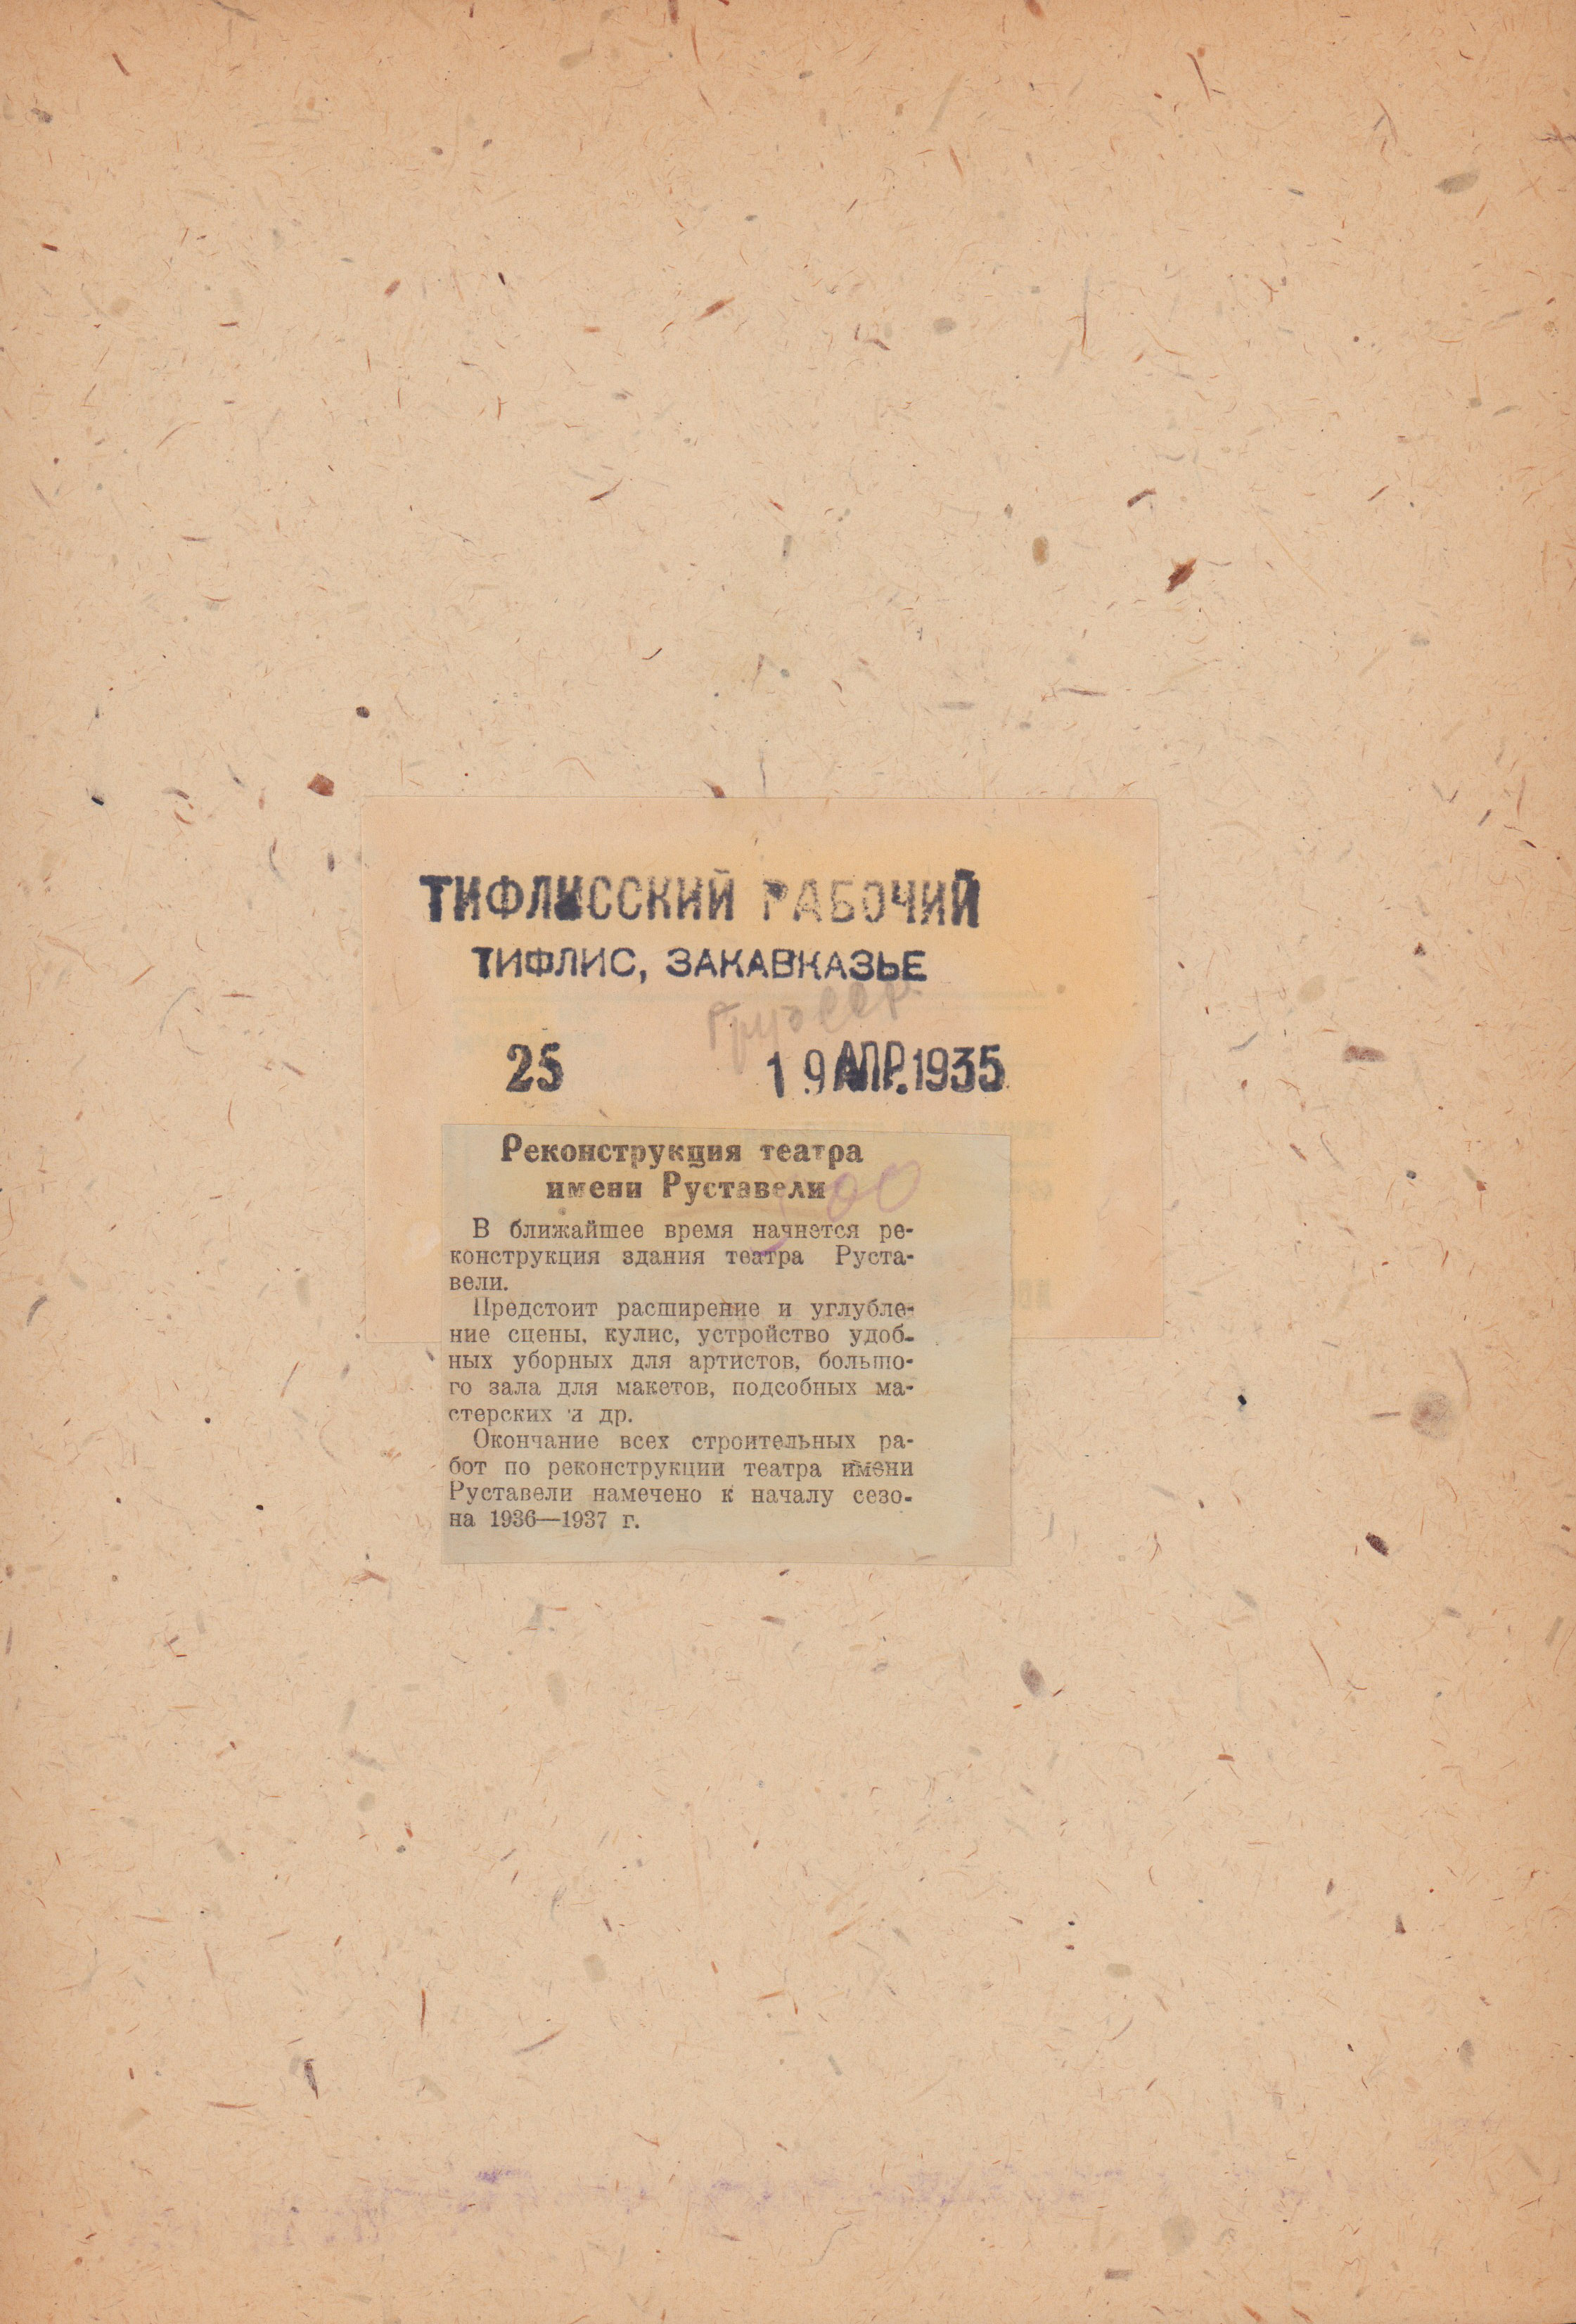 ТИФЛИССКИЙ РАБОЧИЙ
ТИФЛИС, ЗАКАВКАЗЬЕ
25 19 АПР. 1935
Реконструкция театра
имени Руставели
В ближайшее время начнется ре-
конструкция здания театра Руста-
вели.
Предстоит расширение и углубле-
ние сцены, кулис, устройство удоб-
ных уборных для артистов, большо-
го зала для макетов, подсобных ма-
стерских и др.
Окончание всех строительных ра-
бот по реконструкции театра имени
Руставели намечено к началу сезо-
на 1936—1937 г.